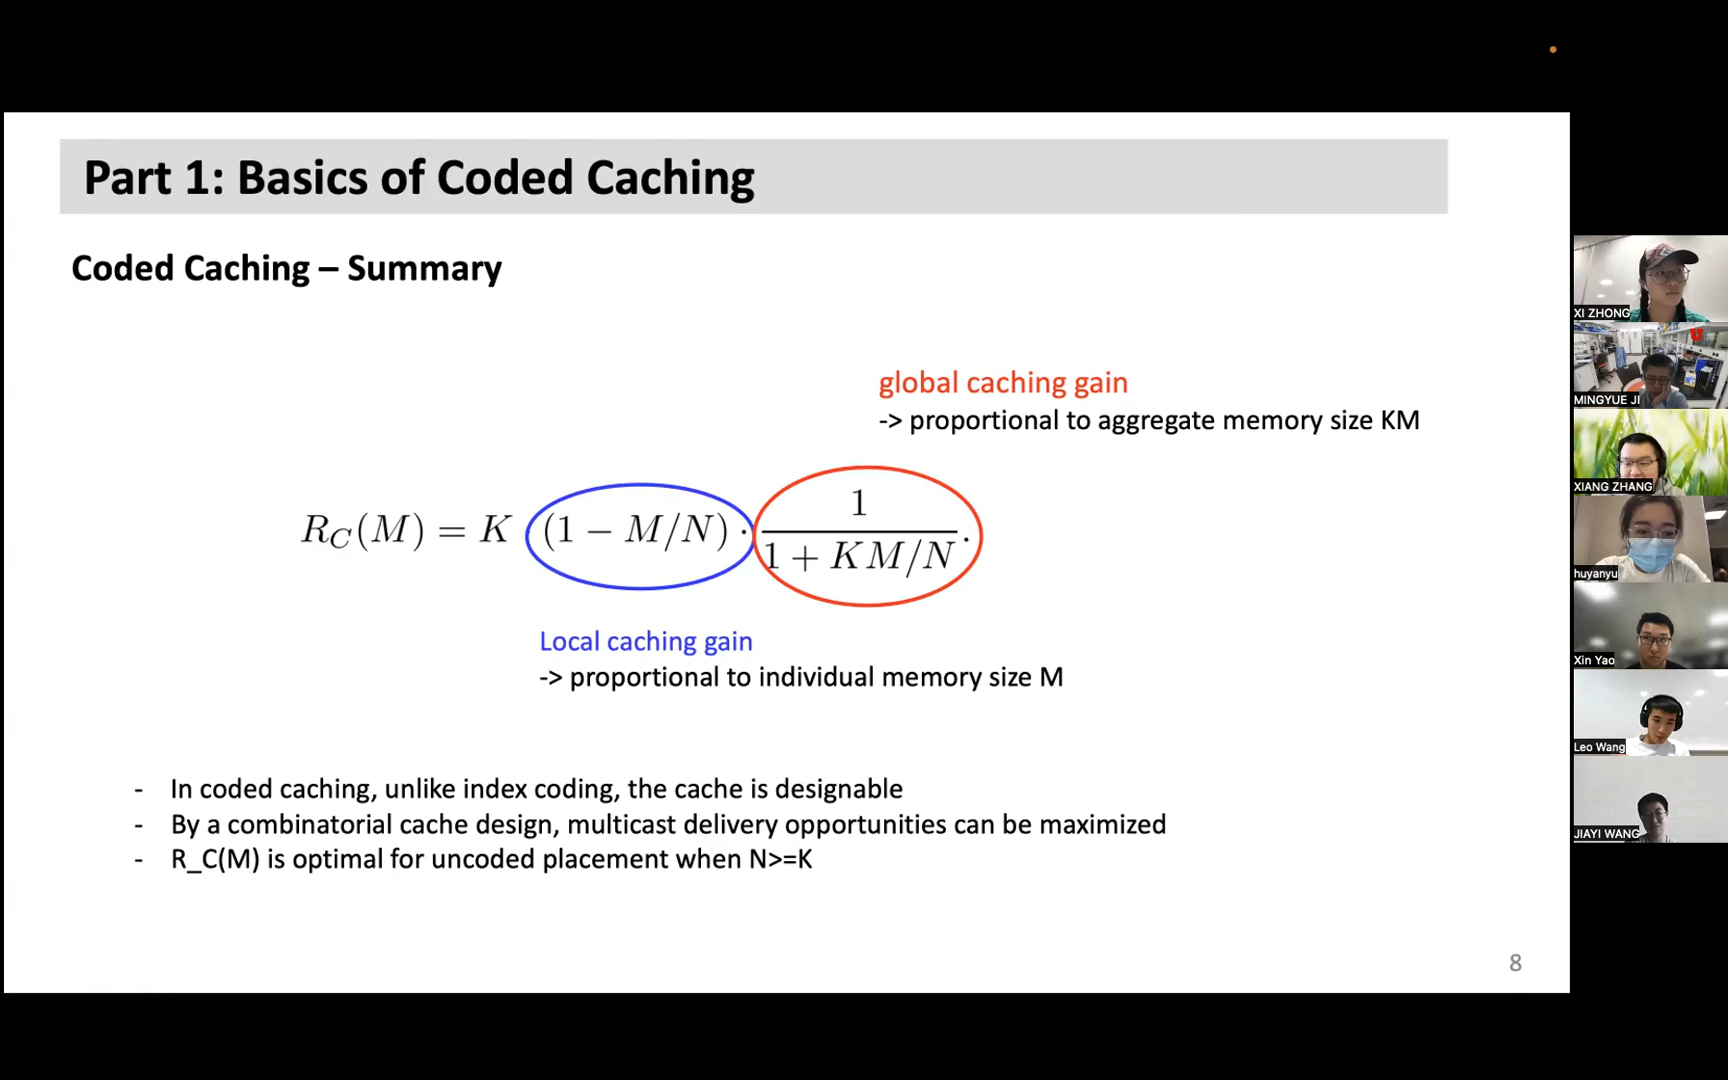 Part 1: Basics of Coded Caching
Coded Caching – Summary
global caching gain
-> proportional to aggregate memory size KM
R_C(M) = K (1 − M/N) · 1 / (1 + KM/N).
Local caching gain
-> proportional to individual memory size M
- In coded caching, unlike index coding, the cache is designable
- By a combinatorial cache design, multicast delivery opportunities can be maximized
- R_C(M) is optimal for uncoded placement when N>=K
8
XI ZHONG
MINGYUE JI
XIANG ZHANG
huyanyu
Xin Yao
Leo Wang
JIAYI WANG